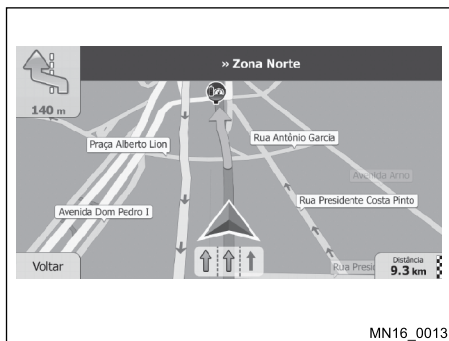 » Zona Norte
140 m
Rua Antônio Garcia
Praça Alberto Lion
Avenida Arno
Rua Presidente Costa Pinto
Avenida Dom Pedro I
Voltar
Distância
9.3 km
MN16_0013